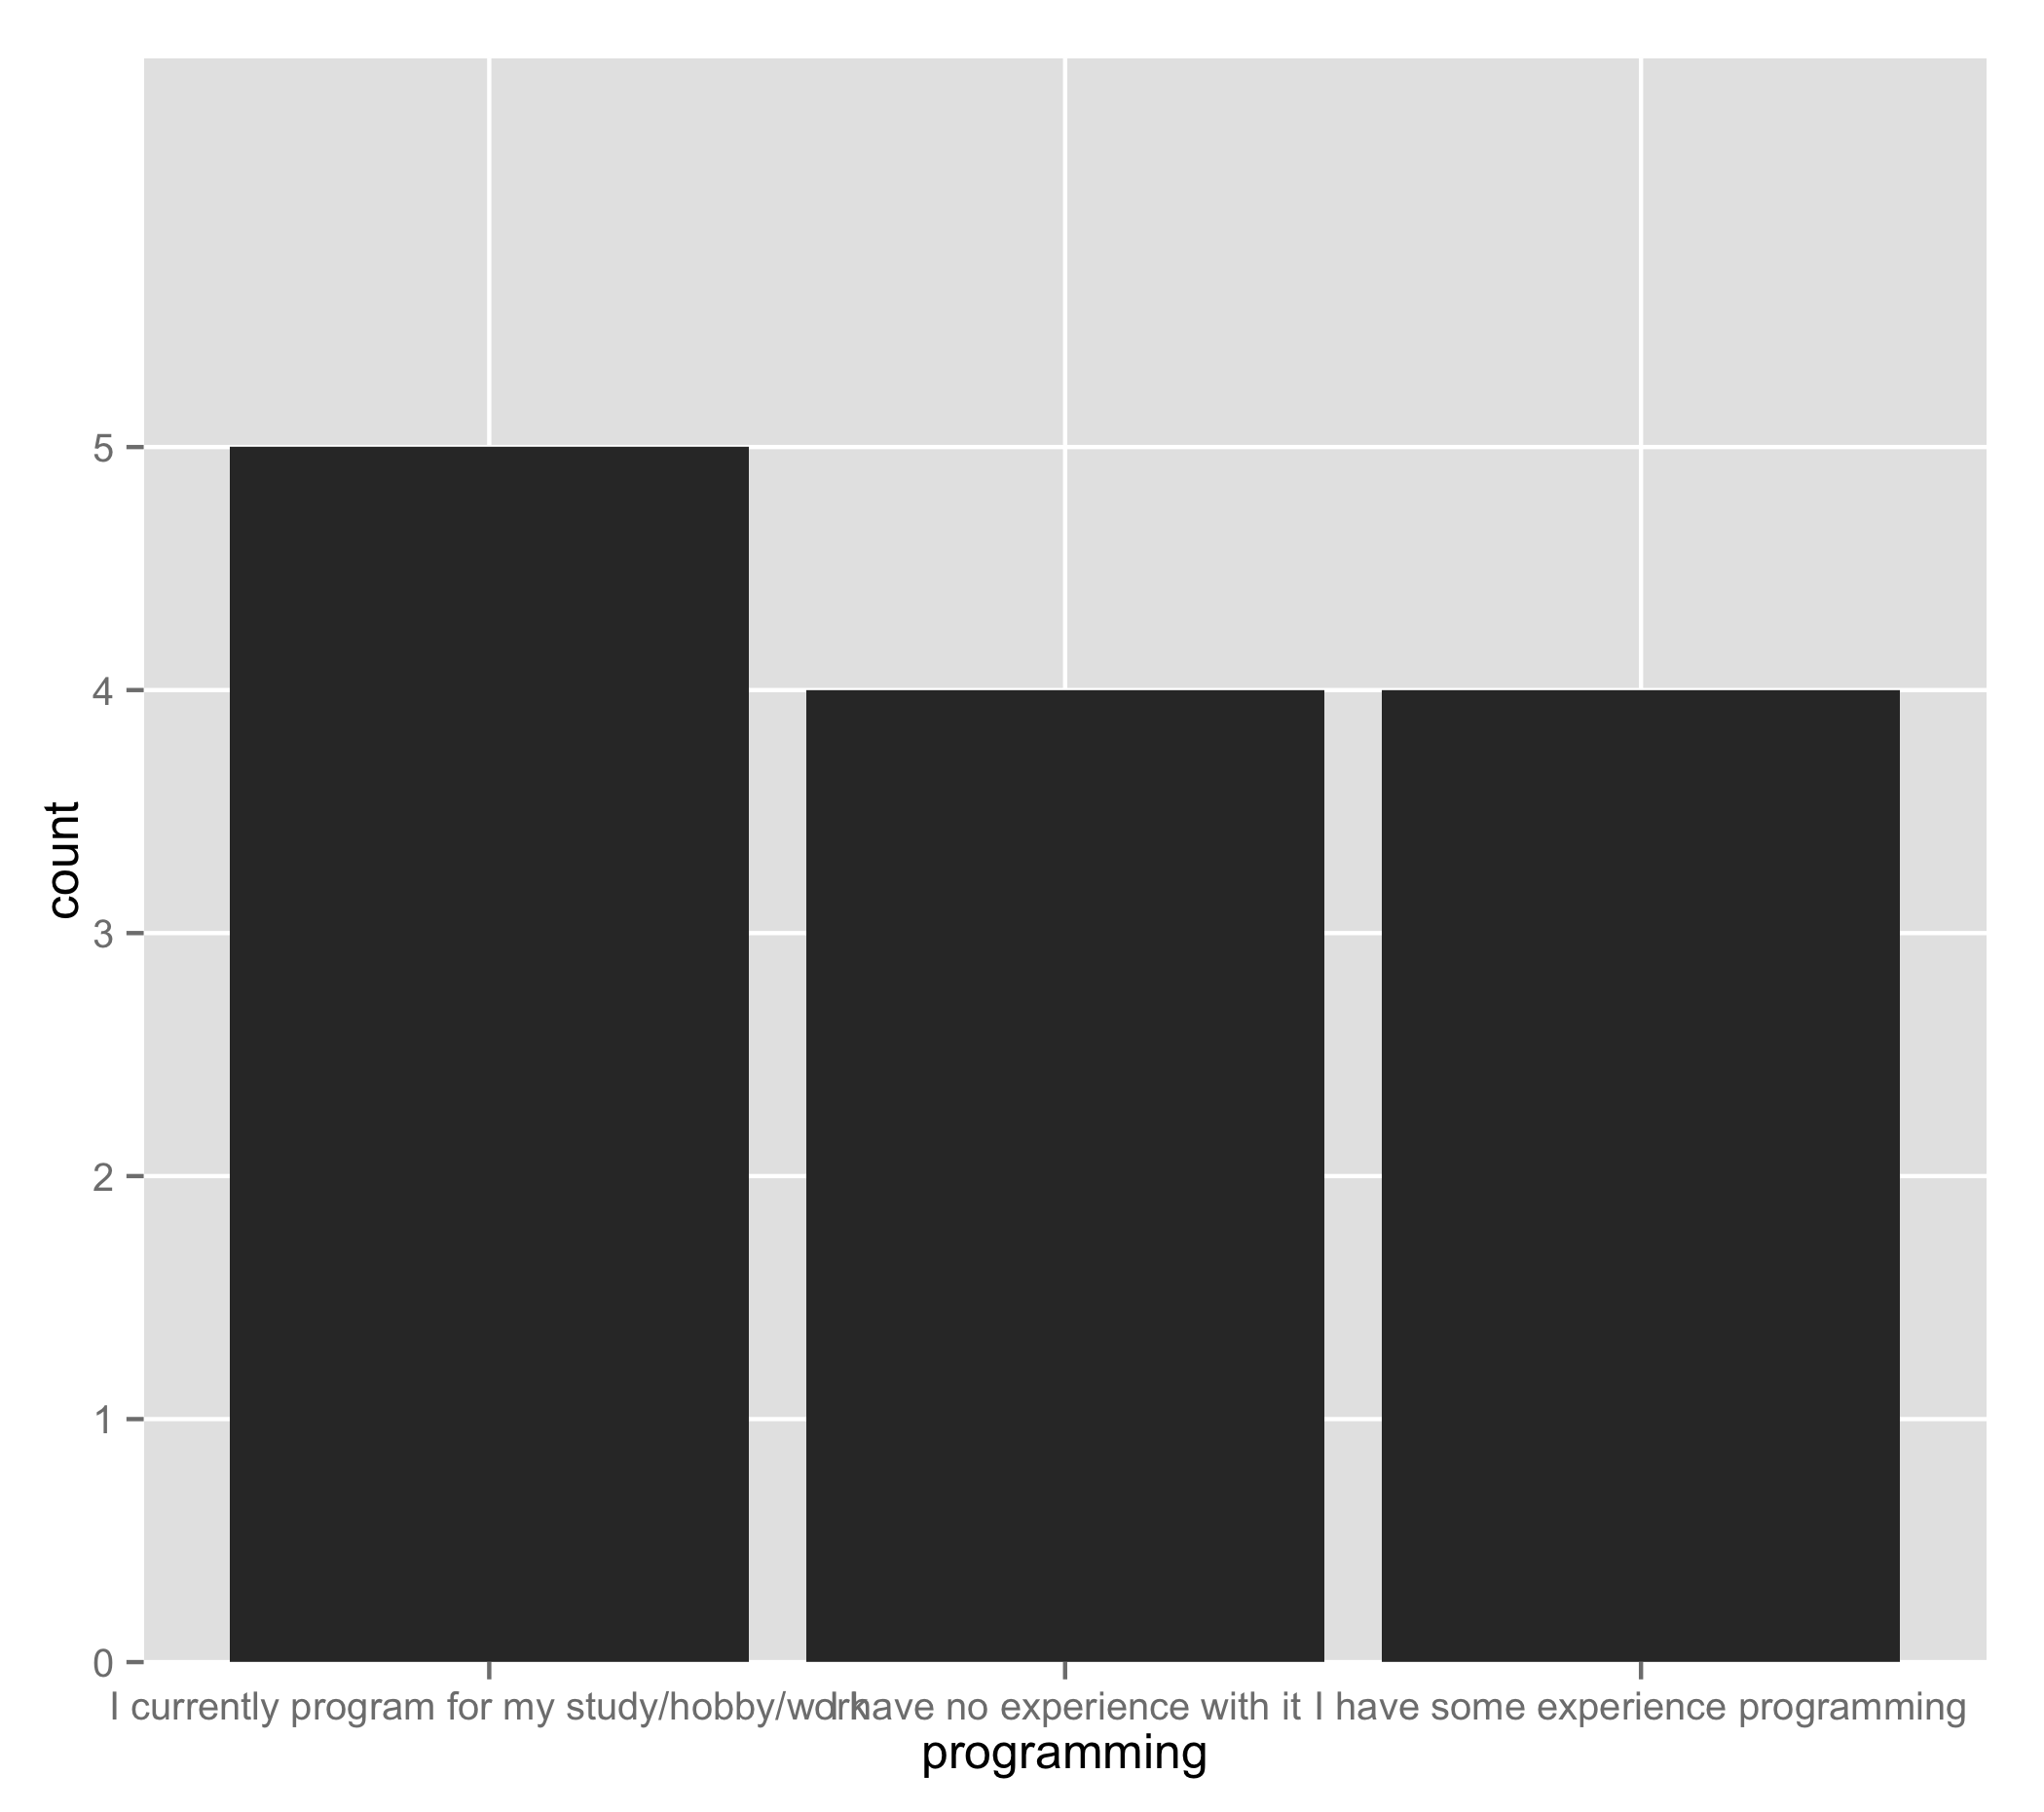 count
5
4
3
2
1
0
I currently program for my study/hobby/work
I have no experience with it
I have some experience programming
programming